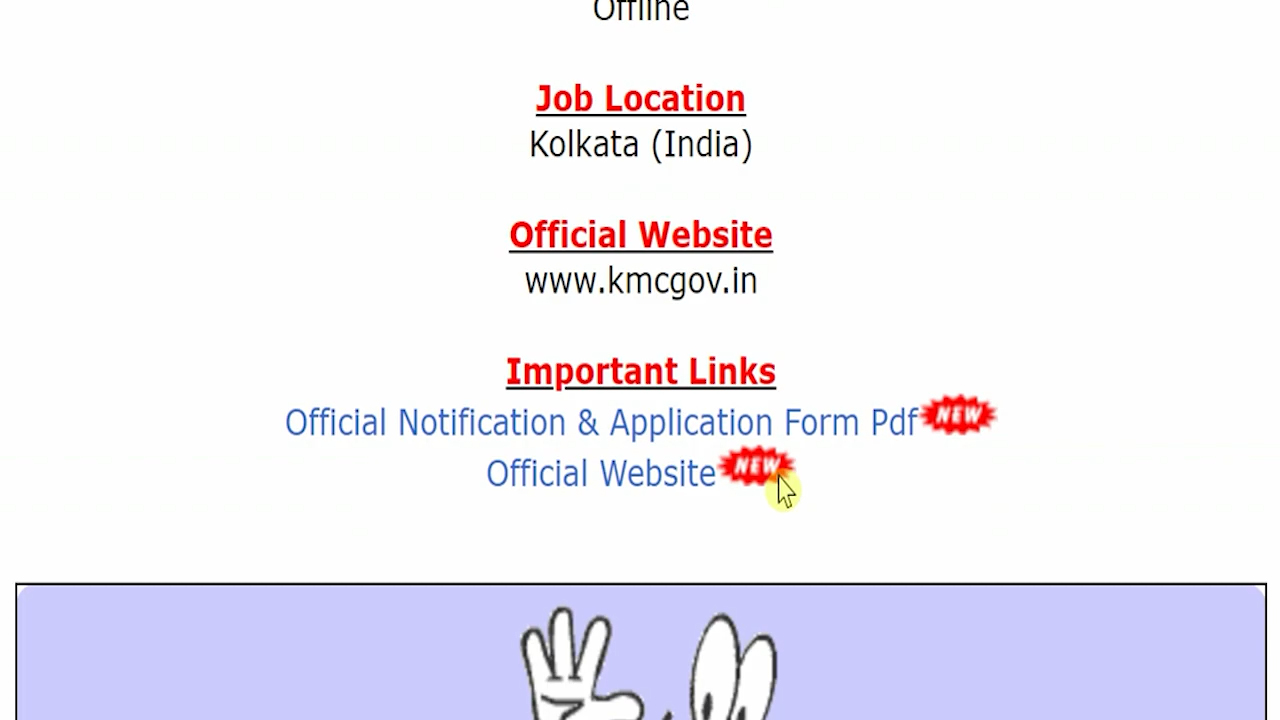 Offline
Job Location
Kolkata (India)
Official Website
www.kmcgov.in
Important Links
Official Notification & Application Form Pdf NEW
Official Website NEW